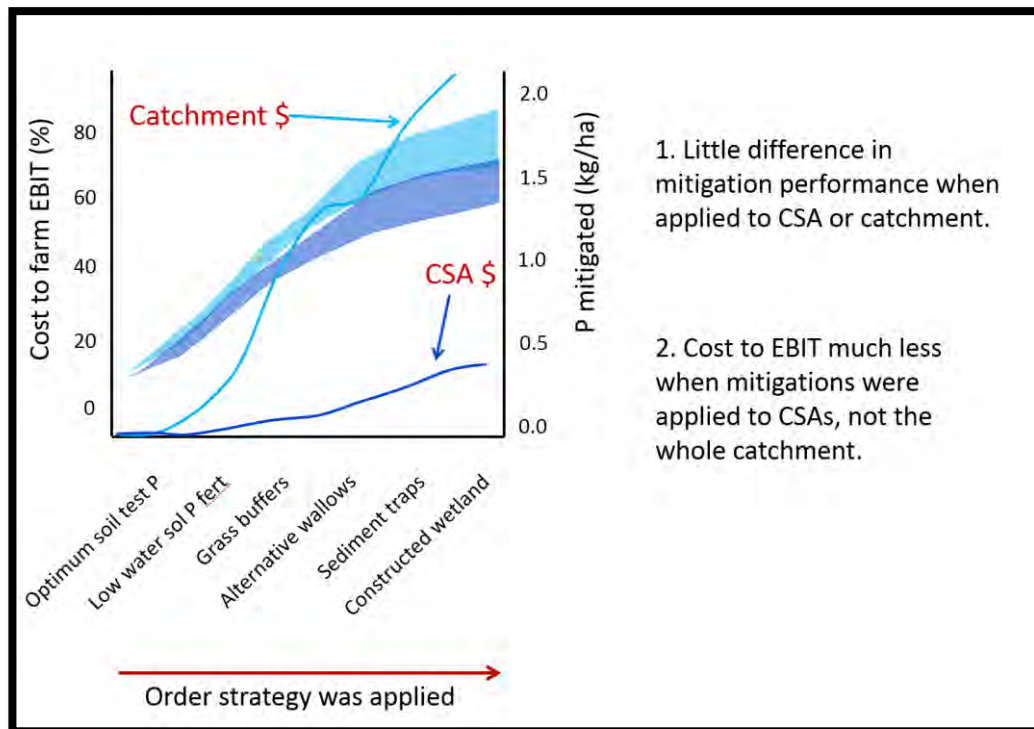 Catchment $
CSA $
Cost to farm EBIT (%)
80
60
40
20
0
P mitigated (kg/ha)
2.0
1.5
1.0
0.5
0.0
Optimum soil test P
Low water sol P fert
Grass buffers
Alternative wallows
Sediment traps
Constructed wetland
Order strategy was applied
1. Little difference in
mitigation performance when
applied to CSA or catchment.
2. Cost to EBIT much less
when mitigations were
applied to CSAs, not the
whole catchment.